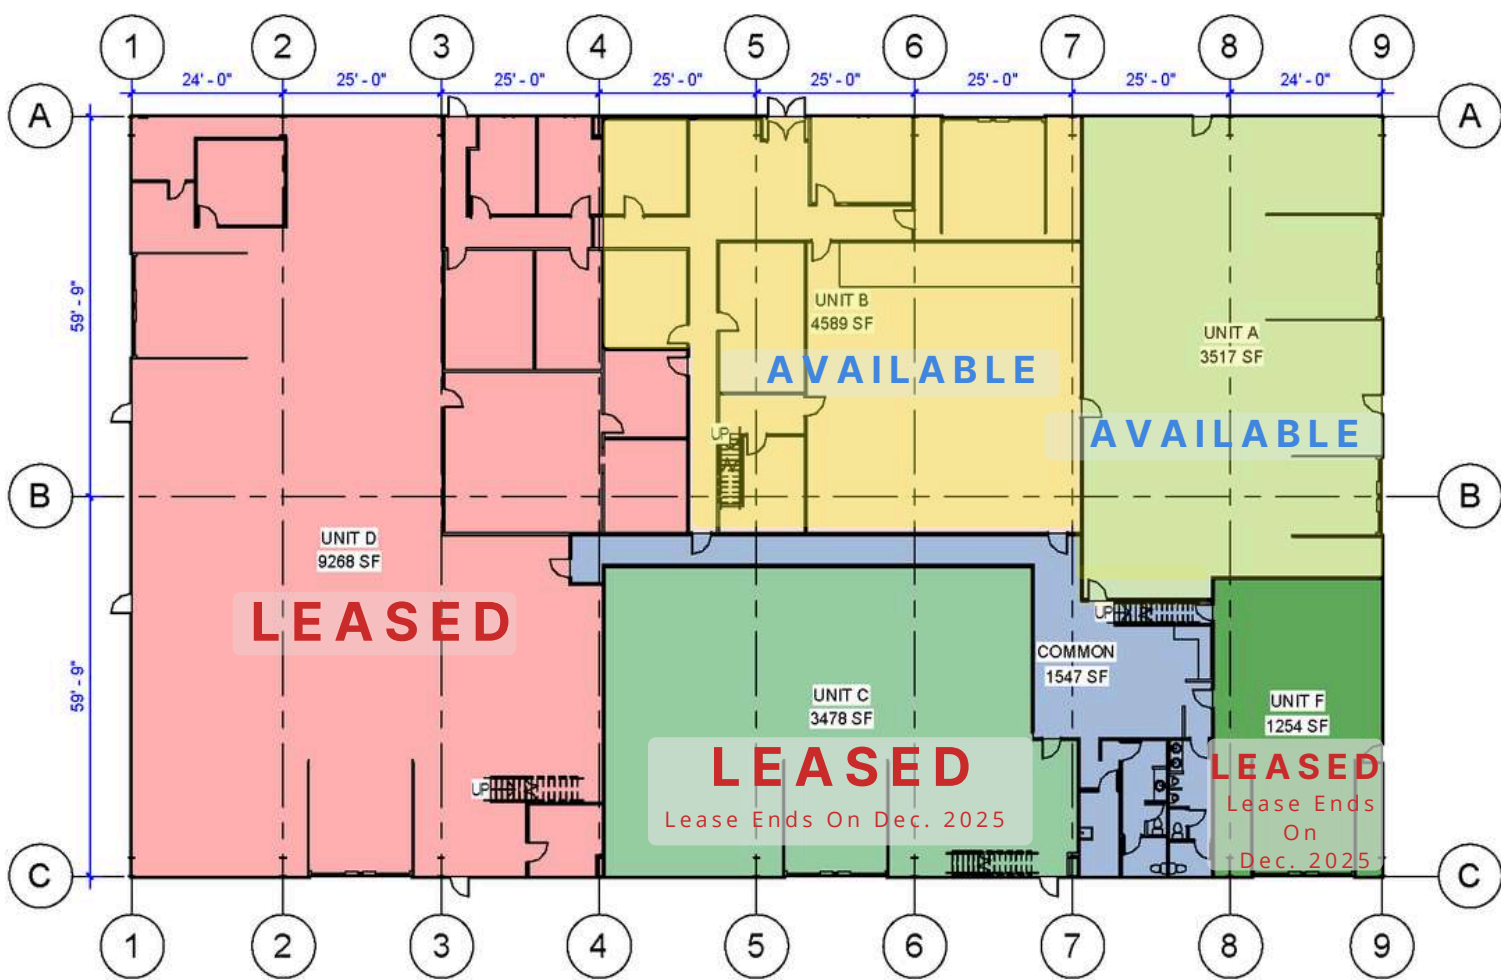 1 2 3 4 5 6 7 8 9
24' - 0" 25' - 0" 25' - 0" 25' - 0" 25' - 0" 25' - 0" 25' - 0" 24' - 0"
A A
59' - 9"
UNIT B
4589 SF
UNIT A
3517 SF
AVAILABLE
AVAILABLE
UP
B B
UNIT D
9268 SF
LEASED
UP
COMMON
1547 SF
59' - 9"
UNIT C
3478 SF
LEASED
Lease Ends On Dec. 2025
UNIT F
1254 SF
LEASED
Lease Ends
On
Dec. 2025
UP
C C
1 2 3 4 5 6 7 8 9